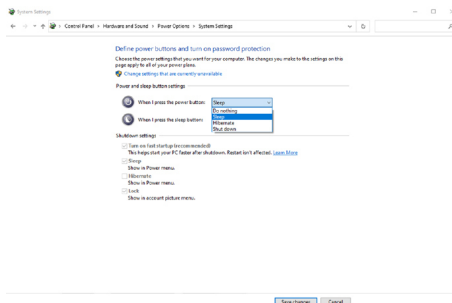 System Settings
Control Panel > Hardware and Sound > Power Options > System Settings
Define power buttons and turn on password protection
Choose the power settings that you want for your computer. The changes you make to the settings on this
page apply to all of your power plans.
Change settings that are currently unavailable
Power and sleep button settings
When I press the power button: Sleep
Do nothing
Sleep
Hibernate
Shut down
When I press the sleep button:
Shutdown settings
Turn on fast startup (recommended)
This helps start your PC faster after shutdown. Restart isn't affected. Learn More
Sleep
Show in Power menu.
Hibernate
Show in Power menu.
Lock
Show in account picture menu.
Save changes Cancel